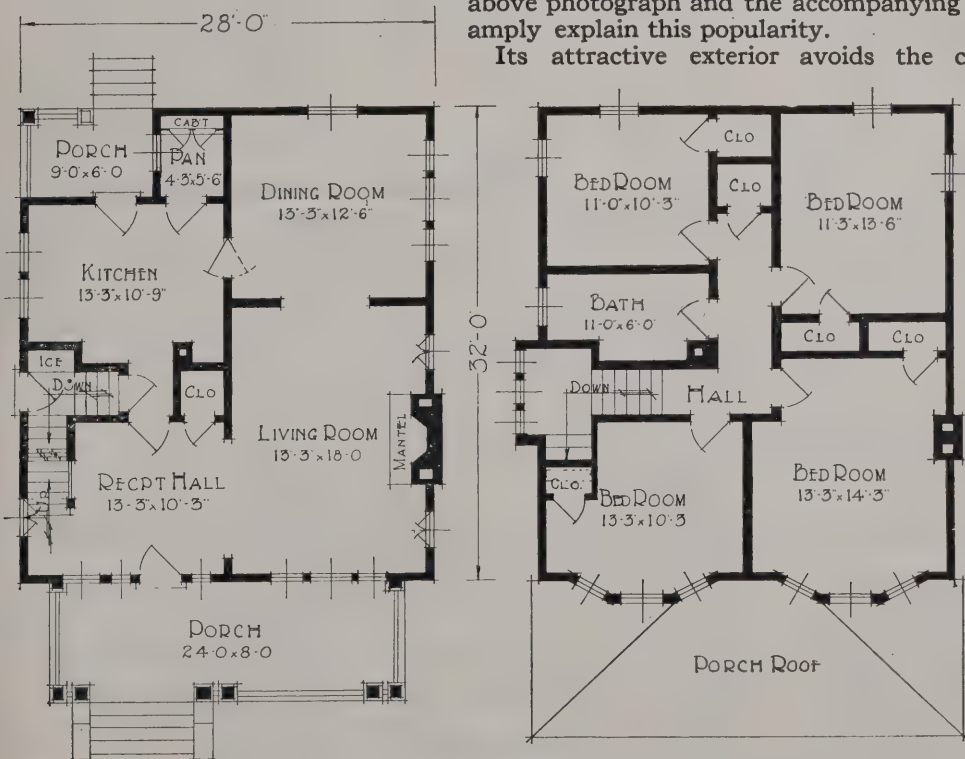 above photograph and the accompanying
amply explain this popularity.
Its attractive exterior avoids the c
28'-0"
32'-0"
PORCH
9'-0"x6'-0
CAB'T
PAN
4'-3x5'-6"
DINING ROOM
13'-3"x12'-6"
KITCHEN
13'-3"x10'-9"
ICE
DOWN
CLO
UP
RECPT HALL
13'-3"x10'-3"
LIVING ROOM
13'-3"x18'-0
MANTEL
PORCH
24'-0x8'-0
BED ROOM
11'-0"x10'-3"
CLO
CLO
BED ROOM
11'-3"x13'-6"
BATH
11'-0"x6'-0"
CLO
CLO
DOWN
HALL
CLO.
BED ROOM
13'-3"x10'-3
BED ROOM
13'-3"x14'-3"
PORCH ROOF